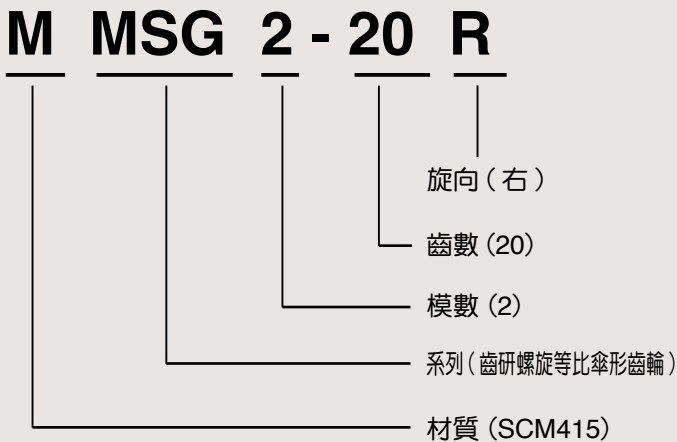 M MSG 2 - 20 R
旋向 ( 右 )
齒數 (20)
模數 (2)
系列 ( 齒研螺旋等比傘形齒輪 )
材質 (SCM415)